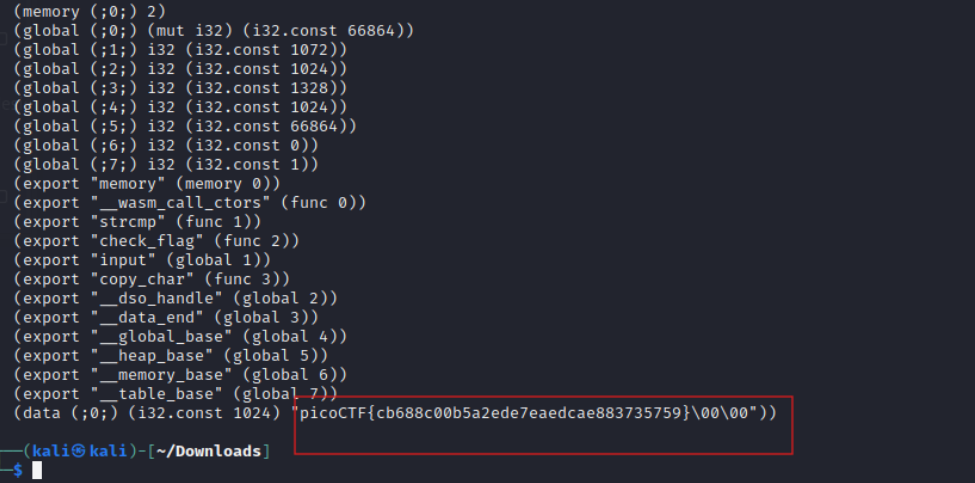 (memory (;0;) 2)
(global (;0;) (mut i32) (i32.const 66864))
(global (;1;) i32 (i32.const 1072))
(global (;2;) i32 (i32.const 1024))
(global (;3;) i32 (i32.const 1328))
(global (;4;) i32 (i32.const 1024))
(global (;5;) i32 (i32.const 66864))
(global (;6;) i32 (i32.const 0))
(global (;7;) i32 (i32.const 1))
(export "memory" (memory 0))
(export "__wasm_call_ctors" (func 0))
(export "strcmp" (func 1))
(export "check_flag" (func 2))
(export "input" (global 1))
(export "copy_char" (func 3))
(export "__dso_handle" (global 2))
(export "__data_end" (global 3))
(export "__global_base" (global 4))
(export "__heap_base" (global 5))
(export "__memory_base" (global 6))
(export "__table_base" (global 7))
(data (;0;) (i32.const 1024) "picoCTF{cb688c00b5a2ede7eaedcae883735759}\00\00"))
(kali㉿kali)-[~/Downloads]
$